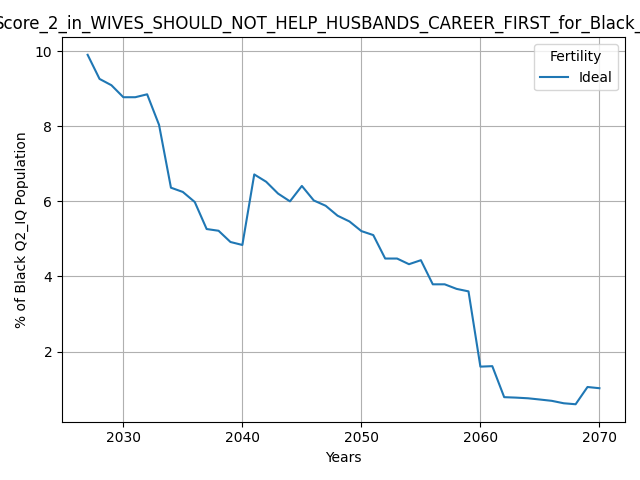 Score_2_in_WIVES_SHOULD_NOT_HELP_HUSBANDS_CAREER_FIRST_for_Black_
Fertility
Ideal
% of Black Q2_IQ Population
10
8
6
4
2
2030 2040 2050 2060 2070
Years